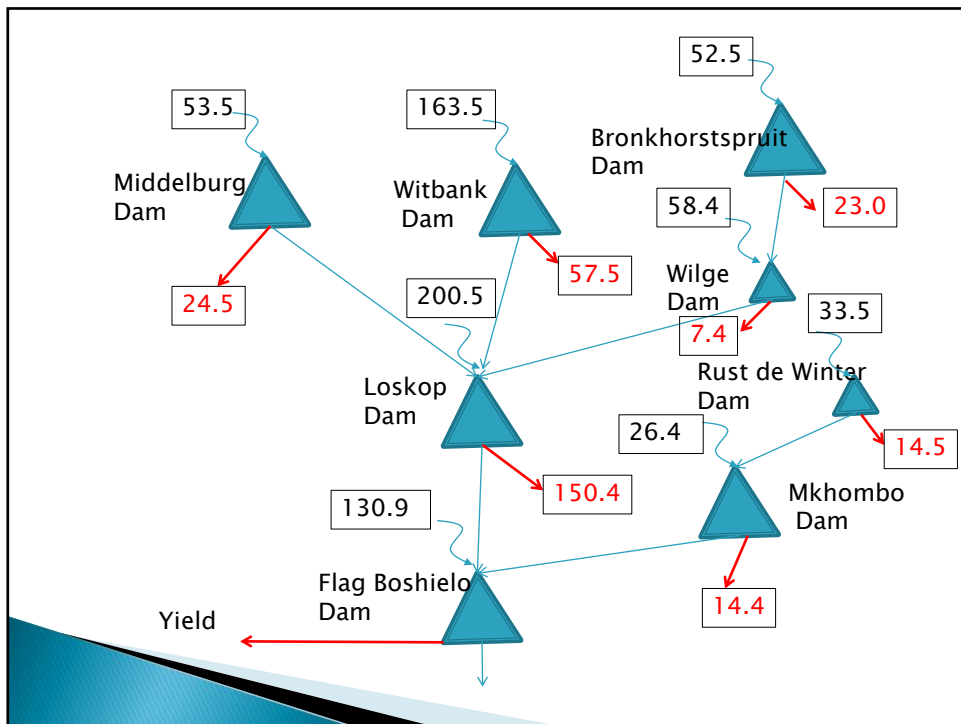 52.5
53.5
163.5
Bronkhorstspruit
Dam
Middelburg
Dam
Witbank
Dam
58.4
23.0
Wilge
Dam
57.5
24.5
200.5
33.5
7.4
Rust de Winter
Dam
Loskop
Dam
26.4
14.5
150.4
Mkhombo
Dam
130.9
Flag Boshielo
Dam
14.4
Yield